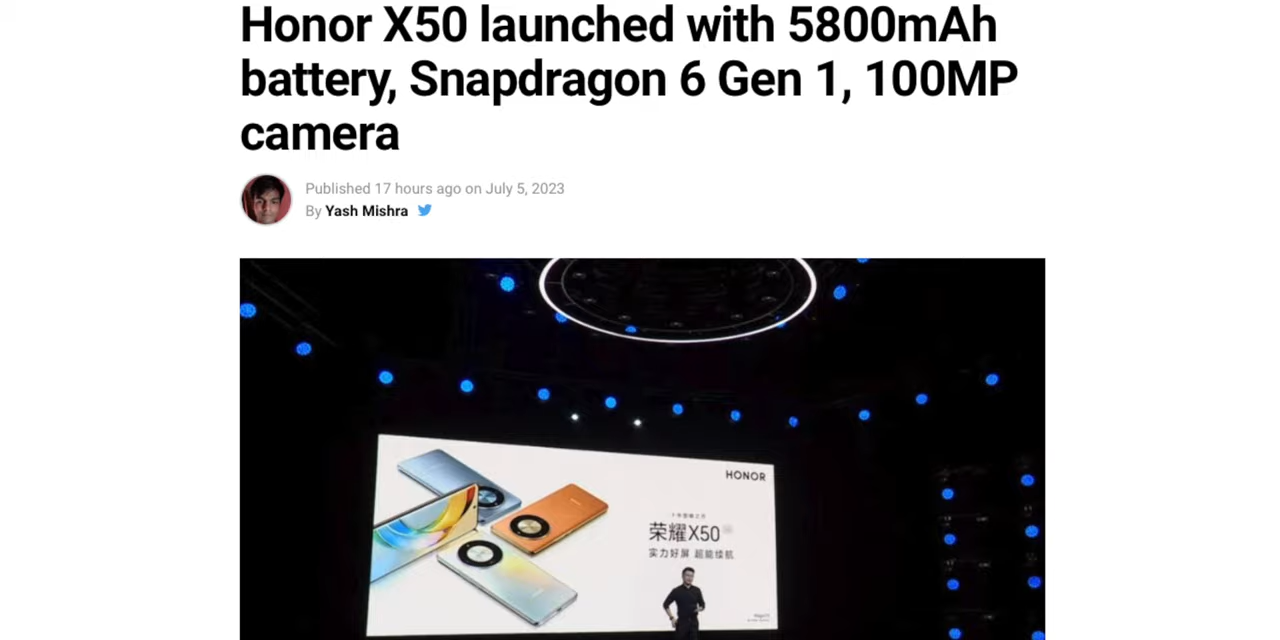 Honor X50 launched with 5800mAh
battery, Snapdragon 6 Gen 1, 100MP
camera
Published 17 hours ago on July 5, 2023
By Yash Mishra
HONOR
荣耀X50
实力好屏 超能续航